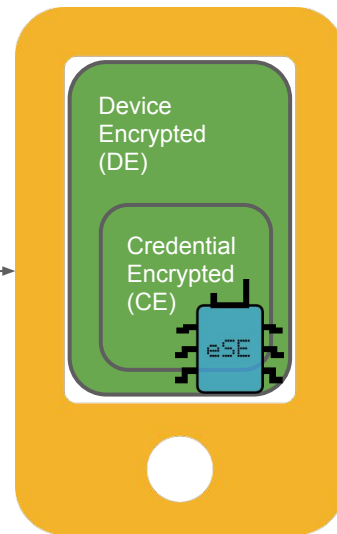 Device
Encrypted
(DE)
Credential
Encrypted
(CE)
eSE